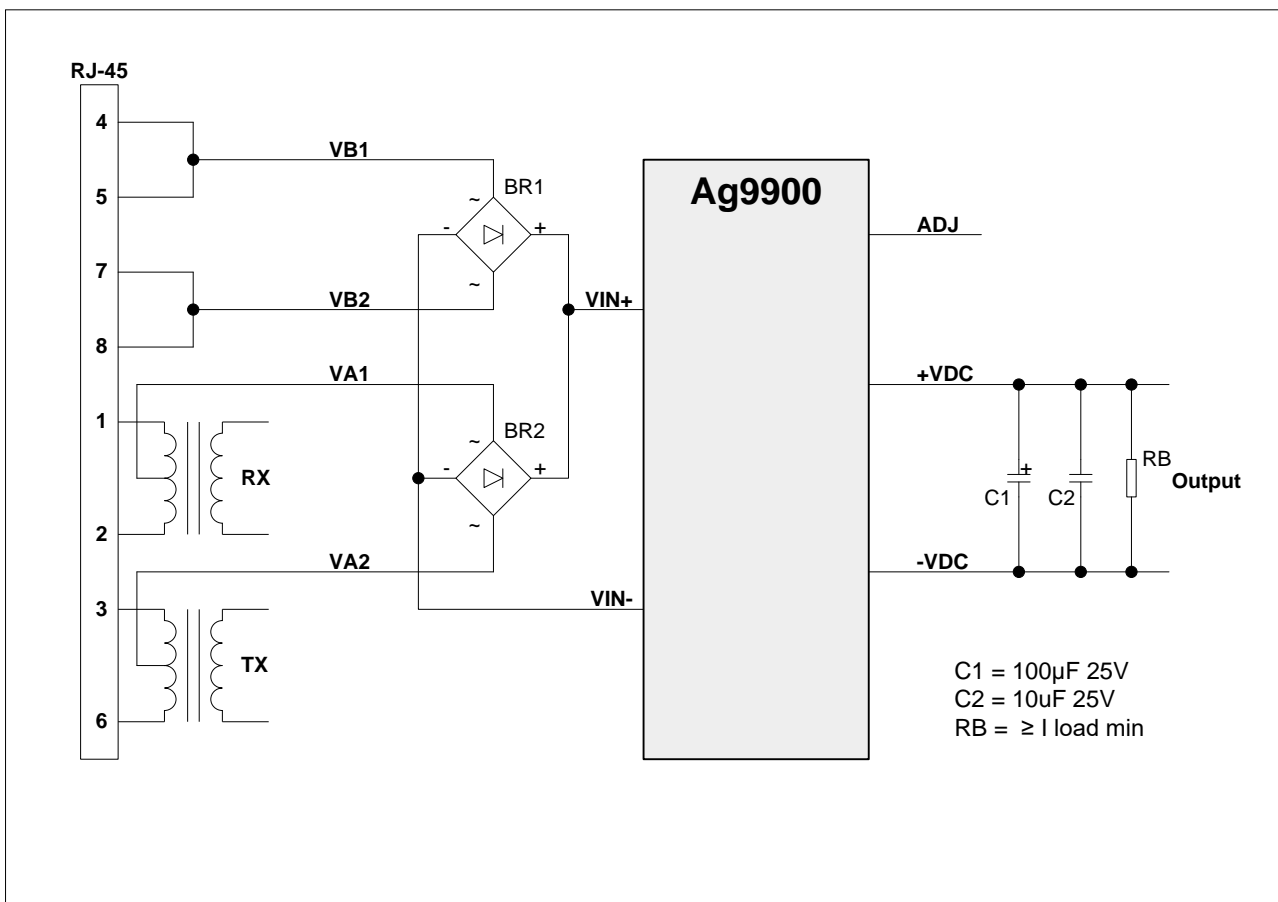 RJ-45
4
5
7
8
1
2
3
6
VB1
VB2
VA1
VA2
RX
TX
~
BR1
-
+
~
~
BR2
-
+
~
VIN+
VIN-
Ag9900
ADJ
+VDC
-VDC
+
C1
C2
RB
Output
C1 = 100µF 25V
C2 = 10uF 25V
RB = ≥ I load min